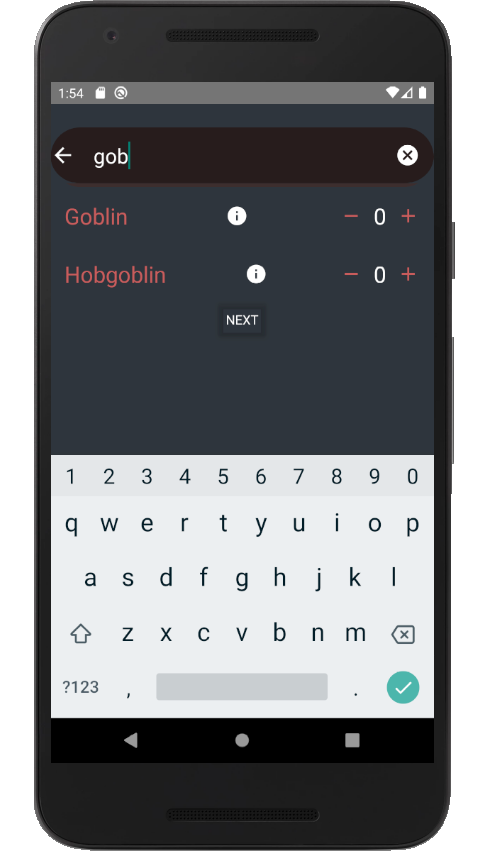 1:54
gob
Goblin i − 0 +
Hobgoblin i − 0 +
NEXT
1 2 3 4 5 6 7 8 9 0
q w e r t y u i o p
a s d f g h j k l
z x c v b n m
?123 , .